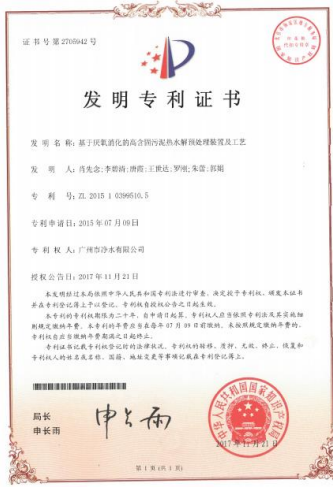 证书号第2705942号
发明专利证书
发明名称:基于厌氧消化的高含固污泥热水解预处理装置及工艺
发明人:肖先念;李碧清;唐霞;王世达;罗刚;朱雷;郭娟
专利号:ZL 2015 1 0399510.5
专利申请日:2015年07月09日
专利权人:广州市净水有限公司
授权公告日:2017年11月21日
本发明经过本局依照中华人民共和国专利法进行审查,决定授予专利权,颁发本证书
并在专利登记簿上予以登记。专利权自授权公告之日起生效。
本专利的专利权期限为二十年,自申请日起算。专利权人应当依照专利法及其实施细
则规定缴纳年费。本专利的年费应当在每年07月09日前缴纳。未按照规定缴纳年费的,
专利权自应当缴纳年费期满之日起终止。
专利证书记载专利权登记时的法律状况。专利权的转移、质押、无效、终止、恢复和
专利权人的姓名或名称、国籍、地址变更等事项记载在专利登记簿上。
局长
申长雨
申长雨
中华人民共和国国家知识产权局
2017年11月21日
第1页(共1页)